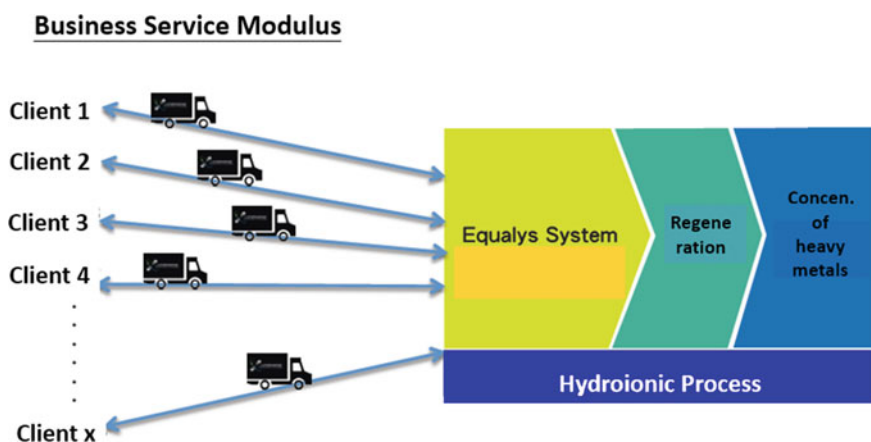 Business Service Modulus
Client 1
Client 2
Client 3
Client 4
Client x
Equalys System
Regene
ration
Concen.
of
heavy
metals
Hydroionic Process